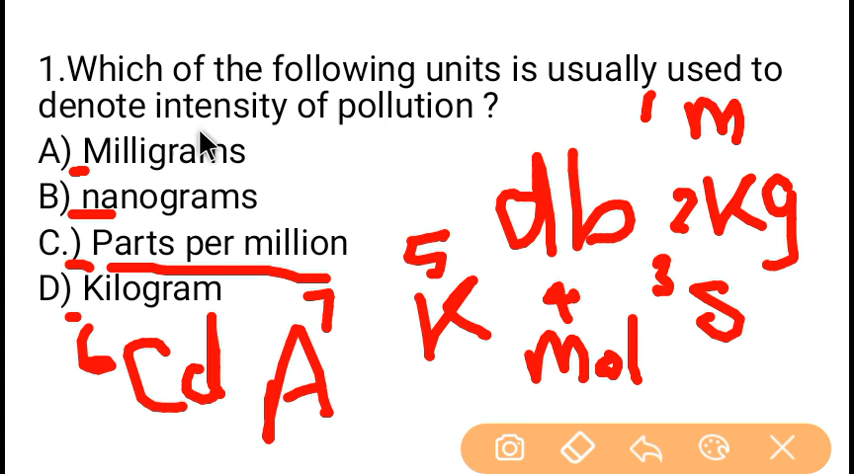 1.Which of the following units is usually used to
denote intensity of pollution ?
A) Milligrams
B) nanograms
C.) Parts per million
D) Kilogram
1 m
db
2 Kg
3 S
4 mol
5 K
6 Cd
7 A